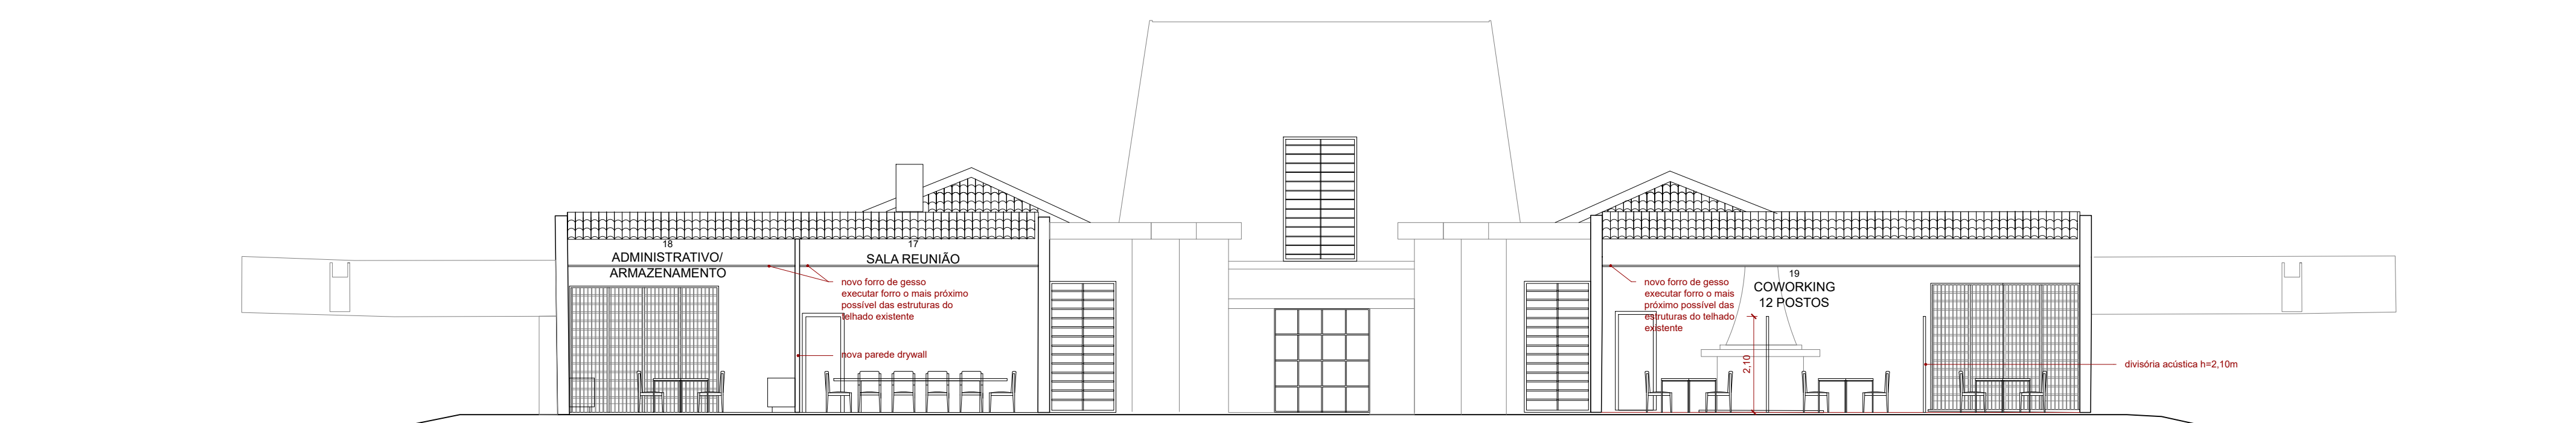 18
ADMINISTRATIVO/
ARMAZENAMENTO
17
SALA REUNIÃO
novo forro de gesso
executar forro o mais próximo
possível das estruturas do
telhado existente
nova parede drywall
novo forro de gesso
executar forro o mais
próximo possível das
estruturas do telhado
existente
19
COWORKING
12 POSTOS
2,10
divisória acústica h=2,10m